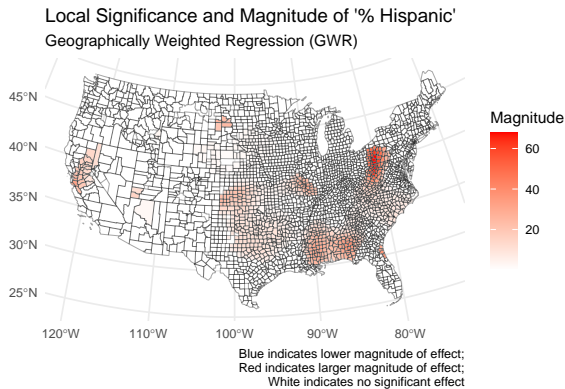 Local Significance and Magnitude of '% Hispanic'
Geographically Weighted Regression (GWR)
45°N
40°N
35°N
30°N
25°N
120°W
110°W
100°W
90°W
80°W
Magnitude
60
40
20
Blue indicates lower magnitude of effect;
Red indicates larger magnitude of effect;
White indicates no significant effect